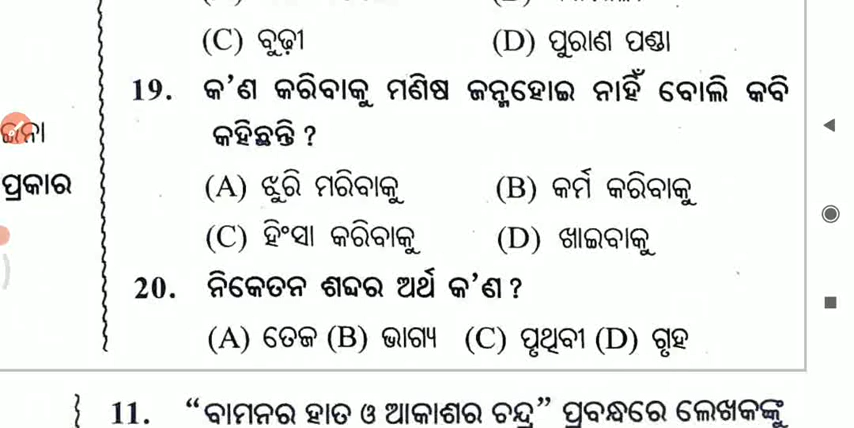 (C) ବୁଢ଼ୀ (D) ପୁରାଣ ପଣ୍ଡା
19. କ'ଣ କରିବାକୁ ମଣିଷ ଜନ୍ମହୋଇ ନାହିଁ ବୋଲି କବି
କହିଛନ୍ତି ?
(A) ଝୁରି ମରିବାକୁ (B) କର୍ମ କରିବାକୁ
(C) ହିଂସା କରିବାକୁ (D) ଖାଇବାକୁ
20. ନିକେତନ ଶବ୍ଦର ଅର୍ଥ କ'ଣ ?
(A) ତେଜ (B) ଭାଗ୍ୟ (C) ପୃଥିବୀ (D) ଗୃହ
ପ୍ରକାର
11. “ବାମନର ହାତ ଓ ଆକାଶର ଚନ୍ଦ୍ର” ପ୍ରବନ୍ଧରେ ଲେଖକଙ୍କୁ